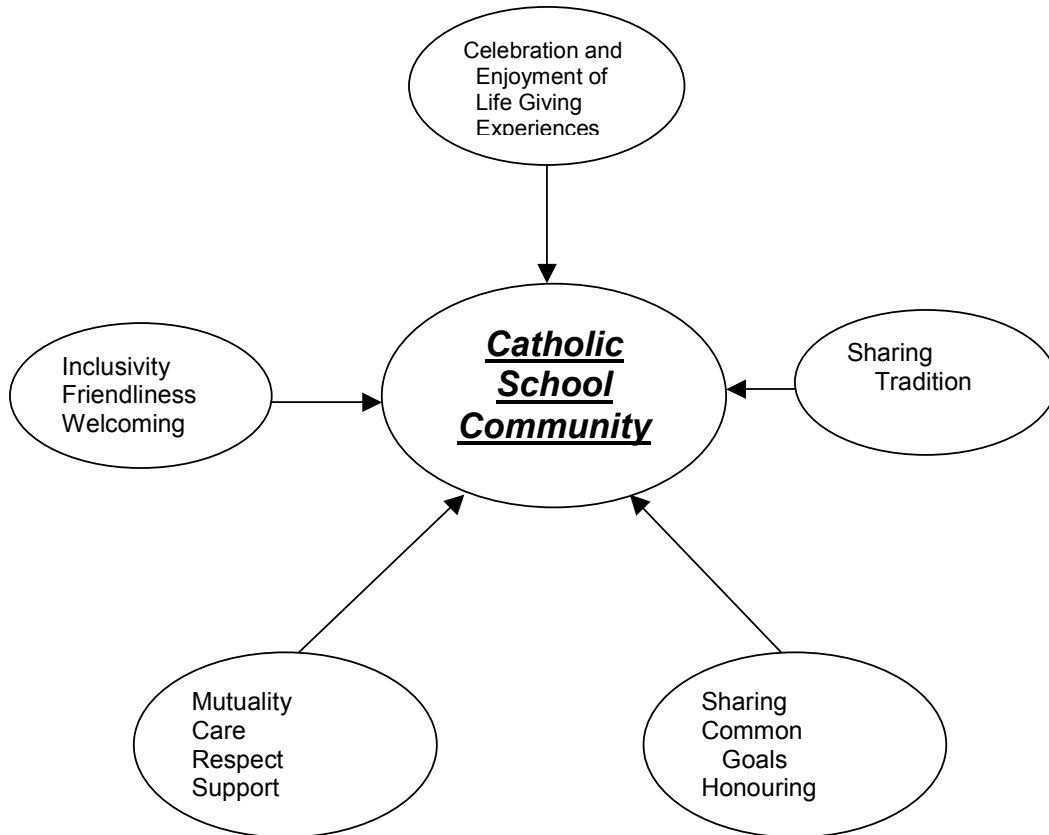 Celebration and
Enjoyment of
Life Giving
Experiences
Catholic
School
Community
Inclusivity
Friendliness
Welcoming
Sharing
Tradition
Mutuality
Care
Respect
Support
Sharing
Common
Goals
Honouring